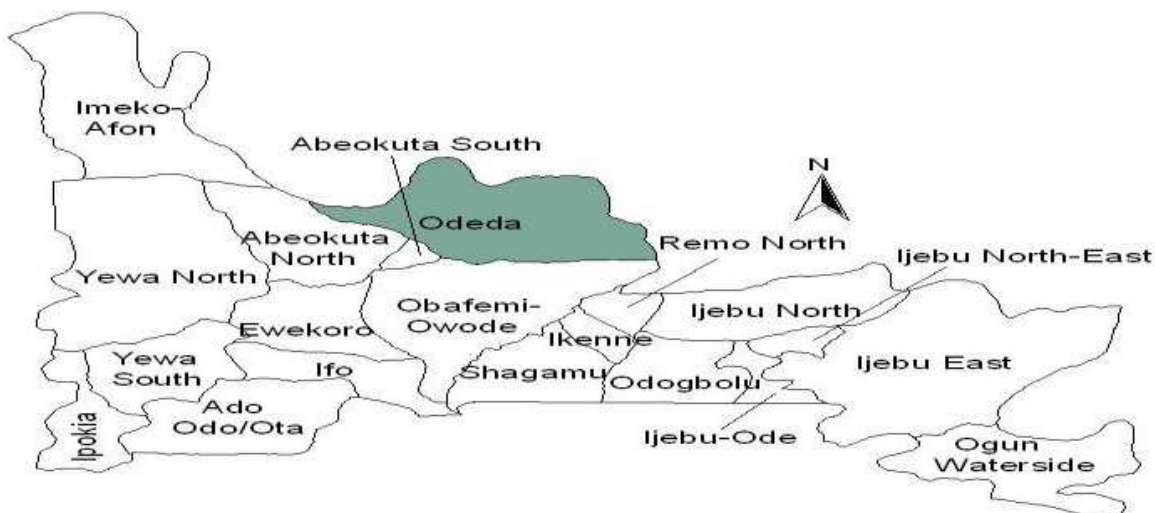 Imeko-
Afon
Abeokuta South
N
Odeda
Abeokuta
North
Remo North
Ijebu North-East
Yewa North
Obafemi-
Owode
Ijebu North
Ewekoro
Ikenne
Yewa
South
Ifo
Shagamu
Odogbolu
Ijebu East
Ado
Odo/Ota
Ipokia
Ijebu-Ode
Ogun
Waterside